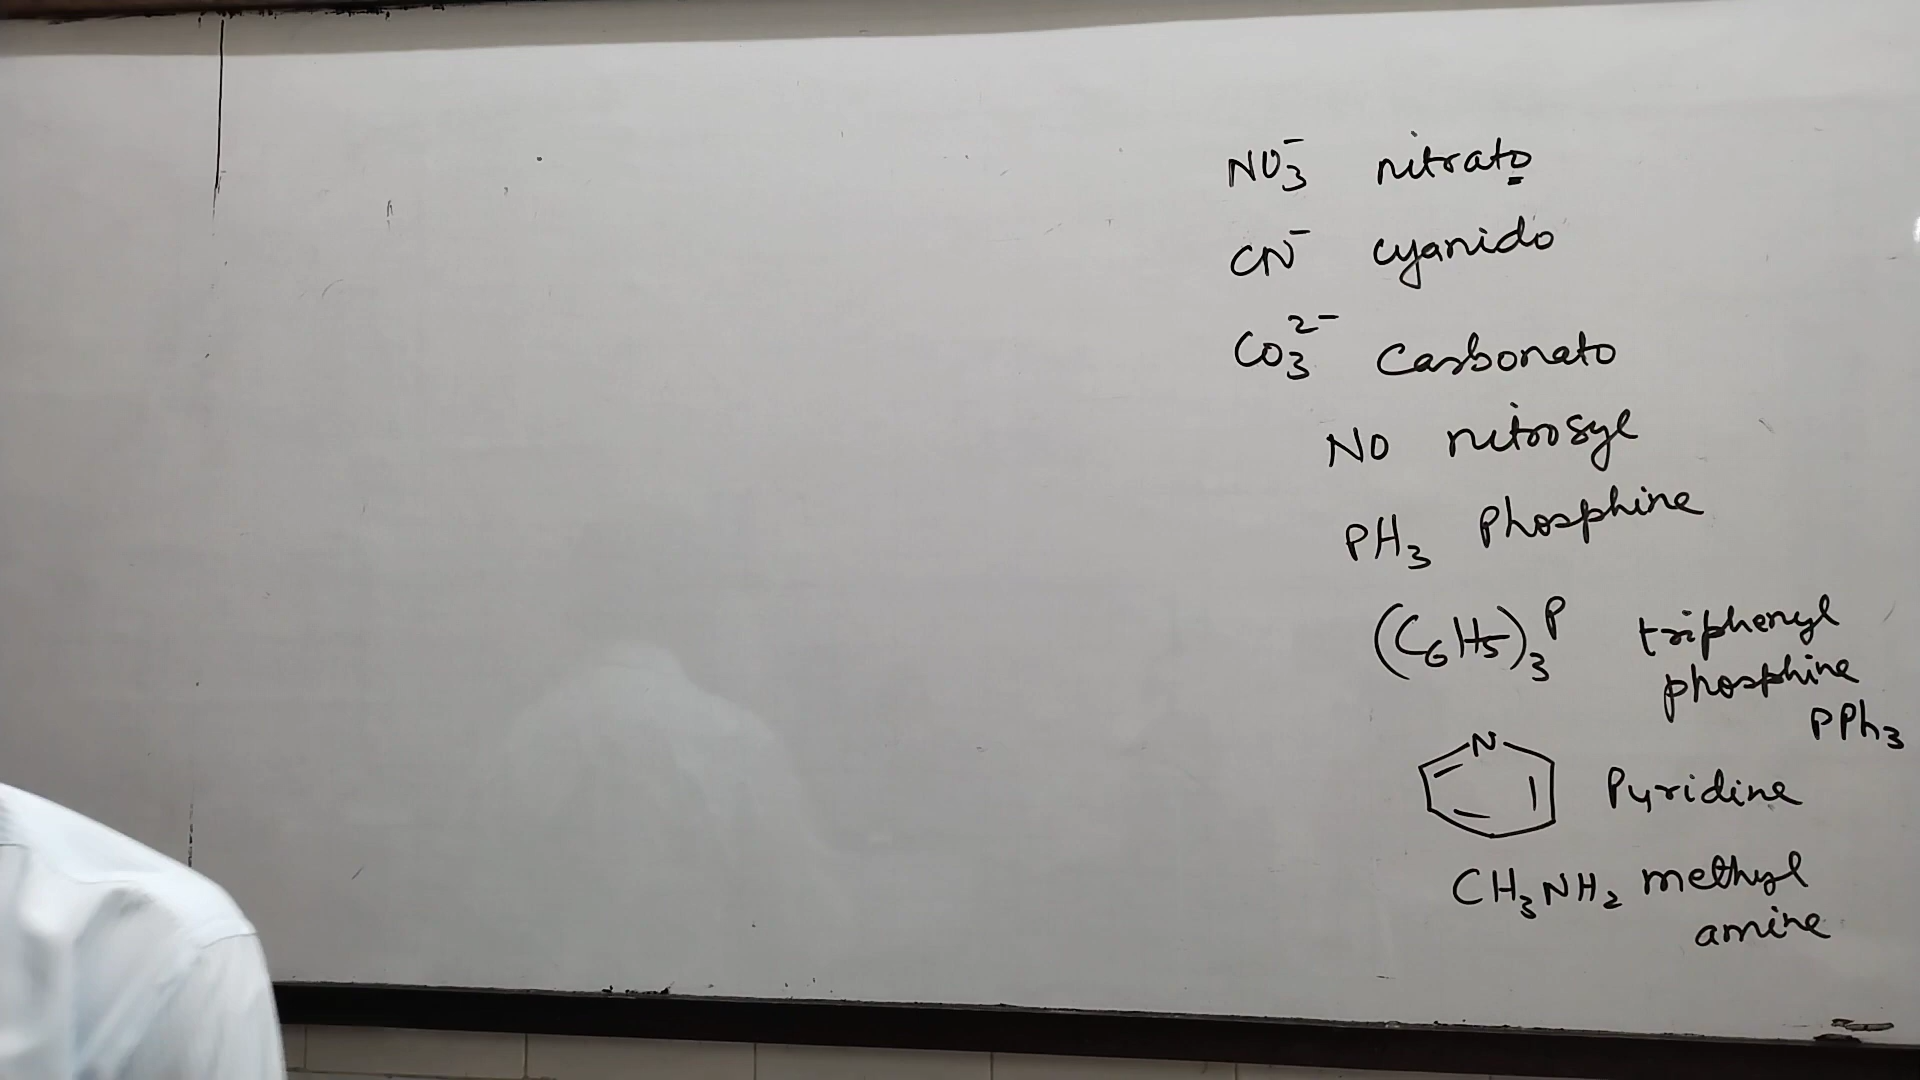 NO₃⁻ nitrato
CN⁻ cyanido
CO₃²⁻ Carbonato
NO nitrosyl
PH₃ Phosphine
(C₆H₅)₃P triphenyl
phosphine
PPh₃
N
Pyridine
CH₃NH₂ methyl
amine